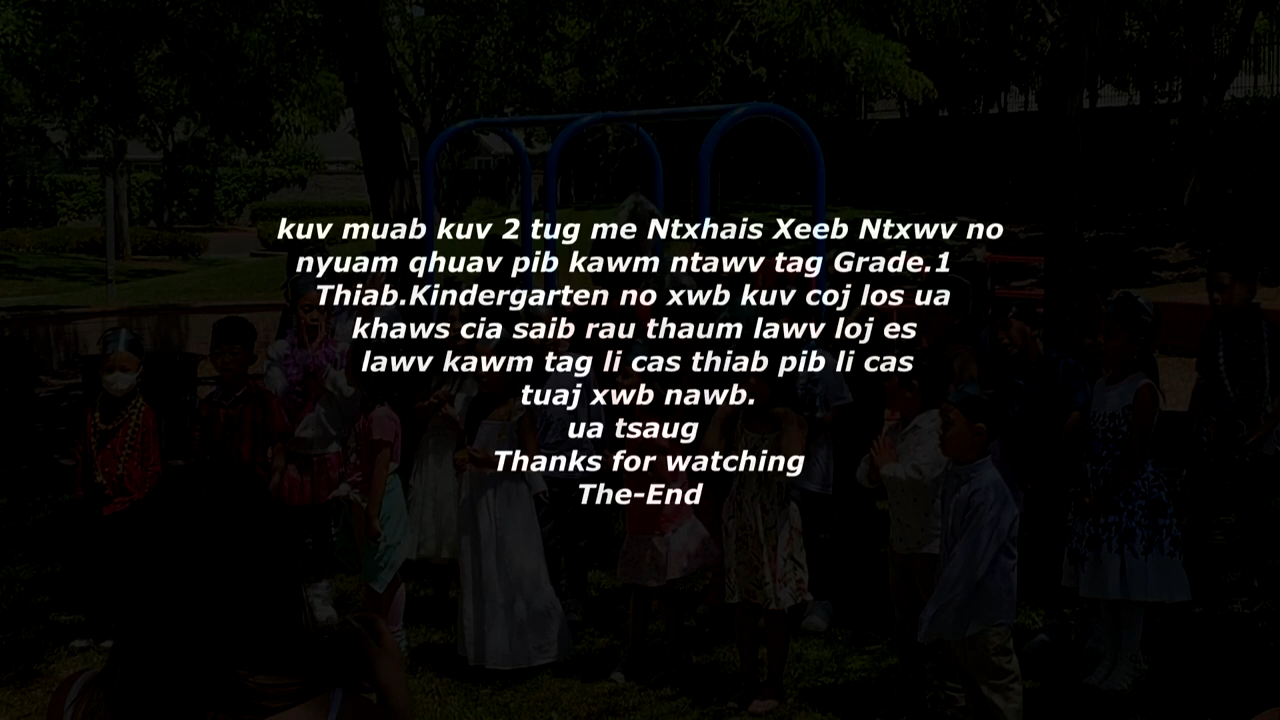 kuv muab kuv 2 tug me Ntxhais Xeeb Ntxwv no
nyuam qhuav pib kawm ntawv tag Grade.1
Thiab.Kindergarten no xwb kuv coj los ua
khaws cia saib rau thaum lawv loj es
lawv kawm tag li cas thiab pib li cas
tuaj xwb nawb.
ua tsaug
Thanks for watching
The-End